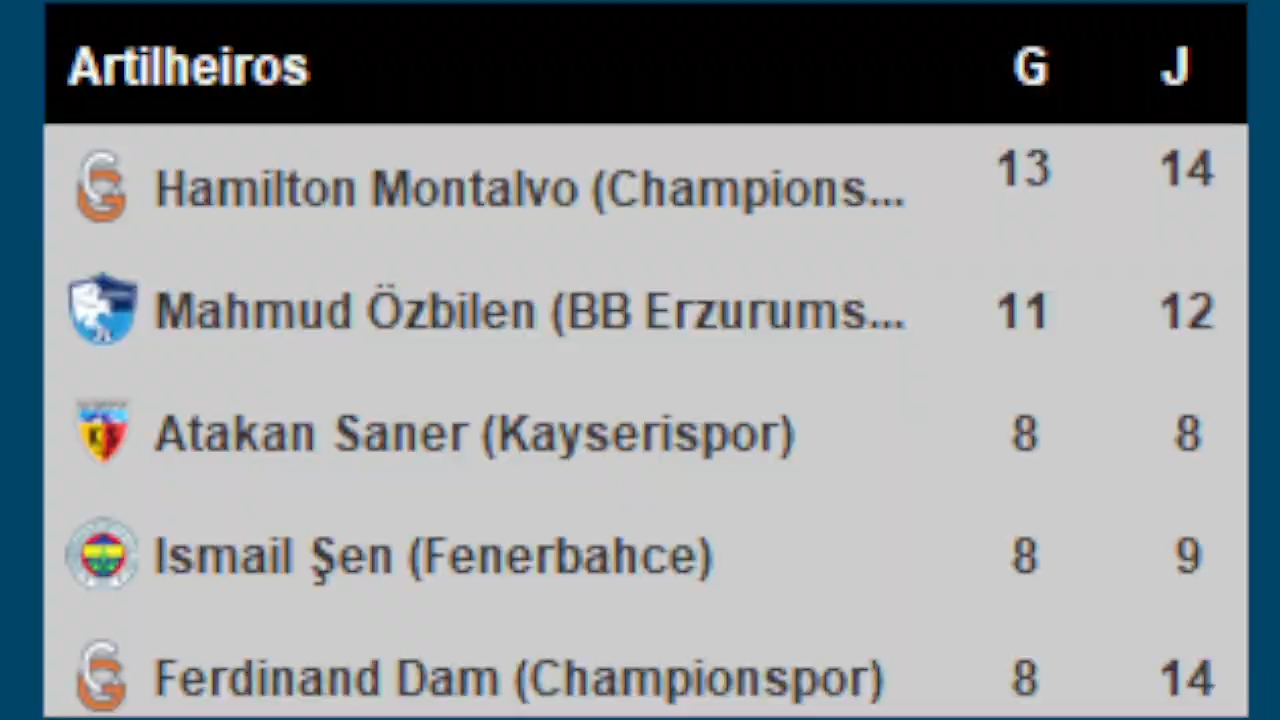 Artilheiros G J
Hamilton Montalvo (Champions... 13 14
Mahmud Özbilen (BB Erzurums... 11 12
Atakan Saner (Kayserispor) 8 8
Ismail Şen (Fenerbahce) 8 9
Ferdinand Dam (Championspor) 8 14